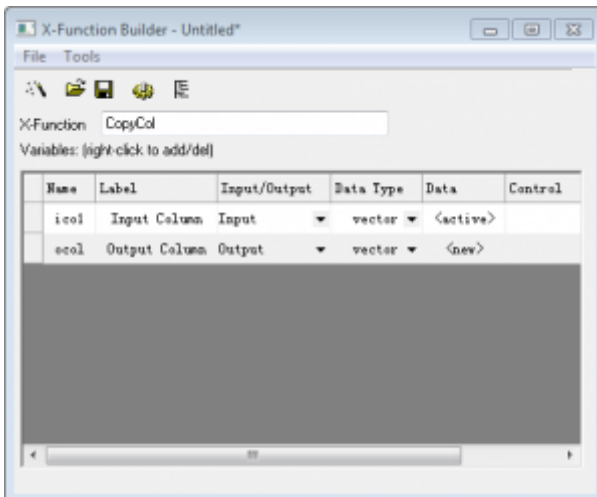 X-Function Builder - Untitled*
File Tools
X-Function CopyCol
Variables: (right-click to add/del)
Name Label Input/Output Data Type Data Control
icol Input Column Input vector <active>
ocol Output Column Output vector <new>